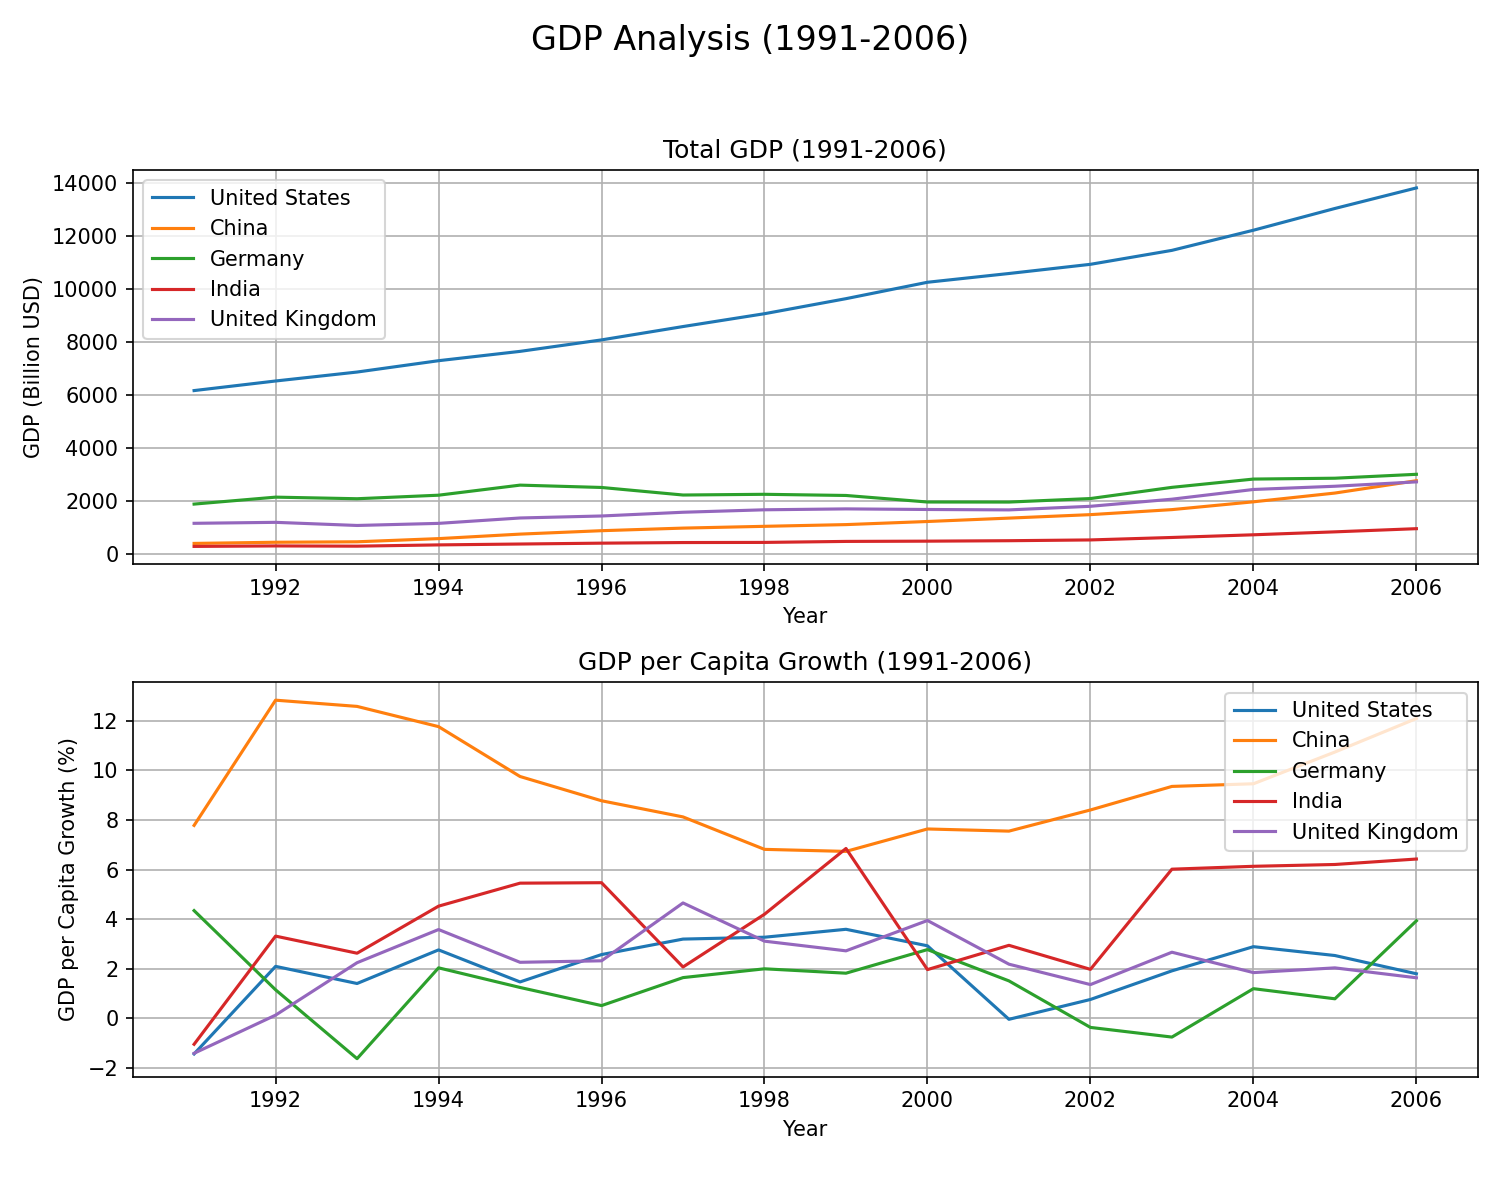 GDP Analysis (1991-2006)
Total GDP (1991-2006)
GDP (Billion USD)
14000
12000
10000
8000
6000
4000
2000
0
United States
China
Germany
India
United Kingdom
1992 1994 1996 1998 2000 2002 2004 2006
Year
GDP per Capita Growth (1991-2006)
GDP per Capita Growth (%)
12
10
8
6
4
2
0
−2
United States
China
Germany
India
United Kingdom
1992 1994 1996 1998 2000 2002 2004 2006
Year